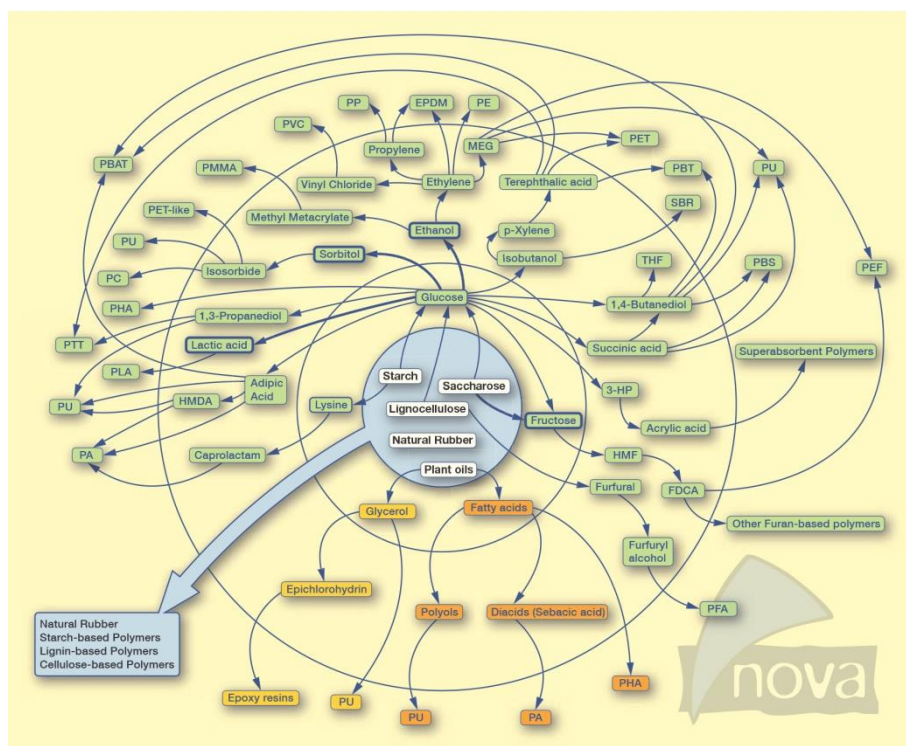 PP
EPDM
PE
PVC
MEG
PET
PBAT
Propylene
PMMA
Vinyl Chloride
Ethylene
Terephthalic acid
PBT
PU
PET-like
Methyl Metacrylate
SBR
Ethanol
p-Xylene
PU
Sorbitol
Isobutanol
THF
PBS
PEF
PC
Isosorbide
PHA
Glucose
1,4-Butanediol
1,3-Propanediol
PTT
Lactic acid
Succinic acid
Superabsorbent Polymers
PLA
Starch
Adipic
Acid
Saccharose
3-HP
PU
HMDA
Lysine
Lignocellulose
Fructose
Acrylic acid
Natural Rubber
PA
Caprolactam
HMF
Plant oils
Furfural
FDCA
Glycerol
Fatty acids
Other Furan-based polymers
Furfuryl
alcohol
Epichlorohydrin
Polyols
Diacids (Sebacic acid)
PFA
Natural Rubber
Starch-based Polymers
Lignin-based Polymers
Cellulose-based Polymers
PHA
Epoxy resins
PU
PU
PA
nova